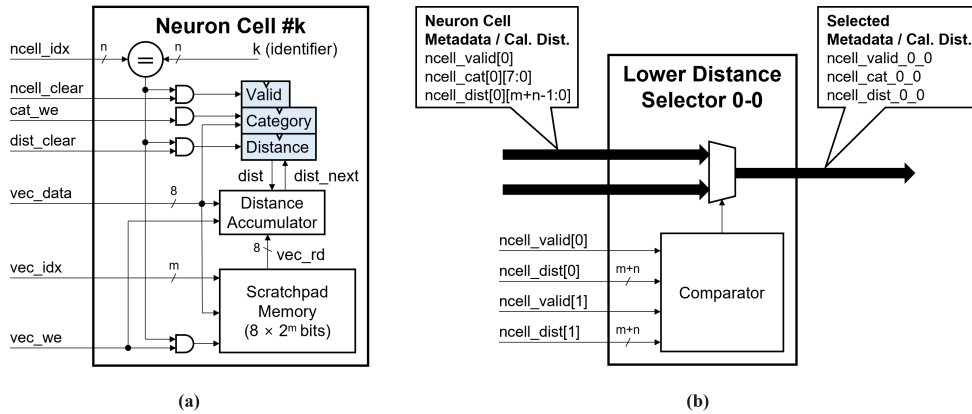 Neuron Cell #k
ncell_idx
n
=
n
k (identifier)
ncell_clear
Valid
cat_we
Category
dist_clear
Distance
dist
dist_next
vec_data
8
Distance
Accumulator
8
vec_rd
vec_idx
m
Scratchpad
Memory
(8 × 2^m bits)
vec_we
(a)
Neuron Cell
Metadata / Cal. Dist.
ncell_valid[0]
ncell_cat[0][7:0]
ncell_dist[0][m+n-1:0]
Selected
Metadata / Cal. Dist.
ncell_valid_0_0
ncell_cat_0_0
ncell_dist_0_0
Lower Distance
Selector 0-0
ncell_valid[0]
ncell_dist[0]
m+n
ncell_valid[1]
ncell_dist[1]
m+n
Comparator
(b)